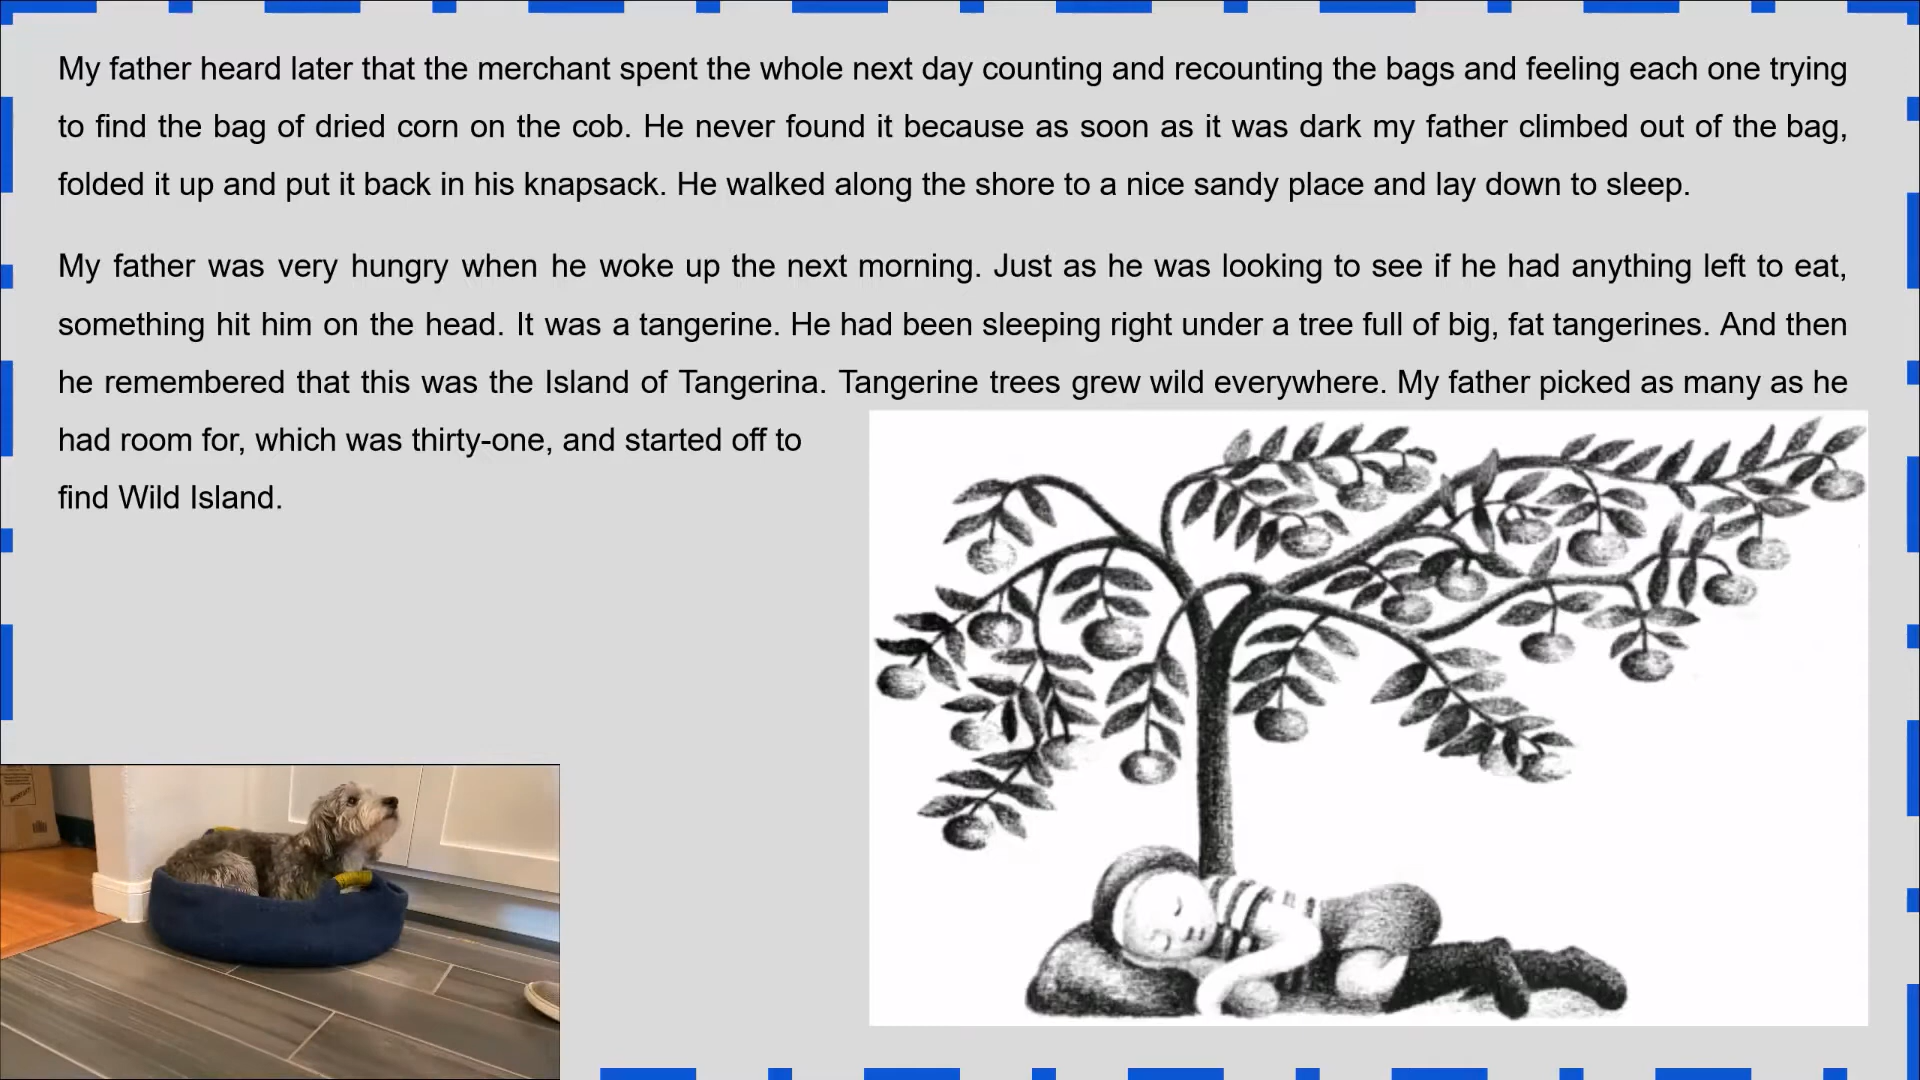 My father heard later that the merchant spent the whole next day counting and recounting the bags and feeling each one trying
to find the bag of dried corn on the cob. He never found it because as soon as it was dark my father climbed out of the bag,
folded it up and put it back in his knapsack. He walked along the shore to a nice sandy place and lay down to sleep.
My father was very hungry when he woke up the next morning. Just as he was looking to see if he had anything left to eat,
something hit him on the head. It was a tangerine. He had been sleeping right under a tree full of big, fat tangerines. And then
he remembered that this was the Island of Tangerina. Tangerine trees grew wild everywhere. My father picked as many as he
had room for, which was thirty-one, and started off to
find Wild Island.